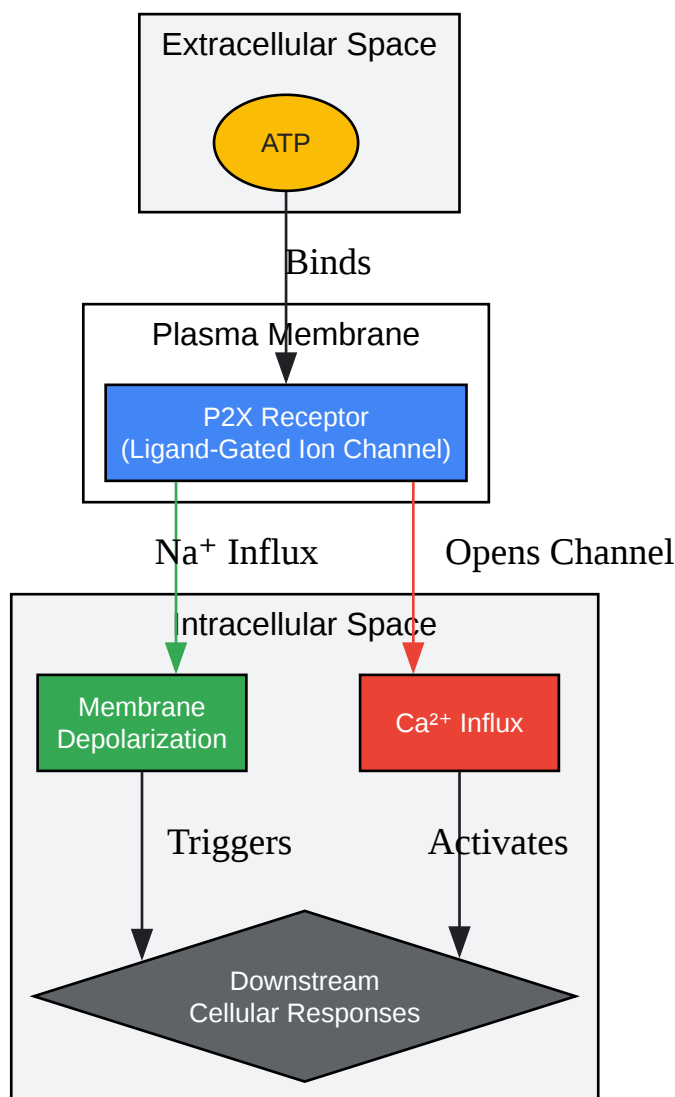 Extracellular Space
ATP
Binds
Plasma Membrane
P2X Receptor
(Ligand-Gated Ion Channel)
Na⁺ Influx
Opens Channel
Intracellular Space
Membrane
Depolarization
Ca²⁺ Influx
Triggers
Activates
Downstream
Cellular Responses